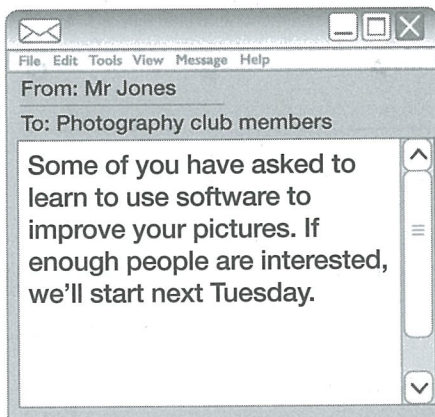 File Edit Tools View Message Help
From: Mr Jones
To: Photography club members
Some of you have asked to
learn to use software to
improve your pictures. If
enough people are interested,
we'll start next Tuesday.